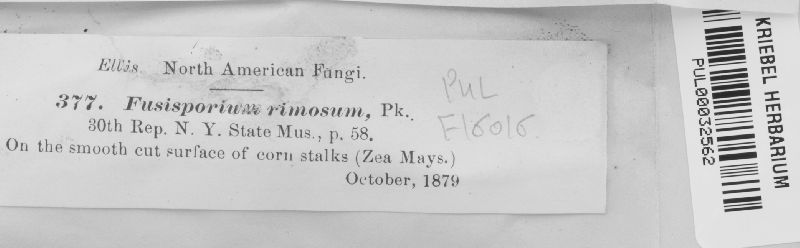 Ellis. North American Fungi.
377. Fusisporium rimosum, Pk.
30th Rep. N. Y. State Mus., p. 58.
On the smooth cut surface of corn stalks (Zea Mays.)
October, 1879
PUL
F16016
KRIEBEL HERBARIUM
PUL00032562